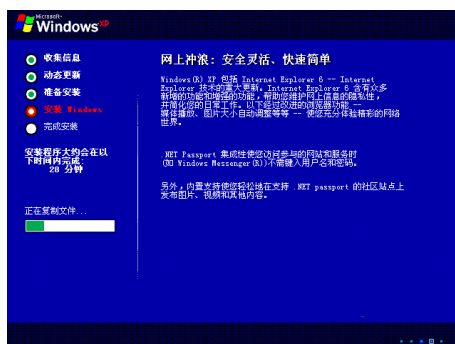 Microsoft
Windows xp
收集信息
动态更新
准备安装
安装 Windows
完成安装
安装程序大约会在以
下时间内完成:
28 分钟
正在复制文件...
网上冲浪: 安全灵活、快速简单
Windows(R) XP 包括 Internet Explorer 6 -- Internet
Explorer 技术的重大更新。Internet Explorer 6 含有众多
新增的功能和增强的功能，帮助您维护网上信息的隐私性，
并简化您的日常工作。以下经过改进的浏览器功能 --
媒体播放、图片大小自动调整等等 -- 使您充分体验精彩的网络
世界。
.NET Passport 集成性使您访问参与的网站和服务时
(如 Windows Messenger(R))不需键入用户名和密码。
另外，内置支持使您轻松地在支持 .NET passport 的社区站点上
发布图片、视频和其他内容。